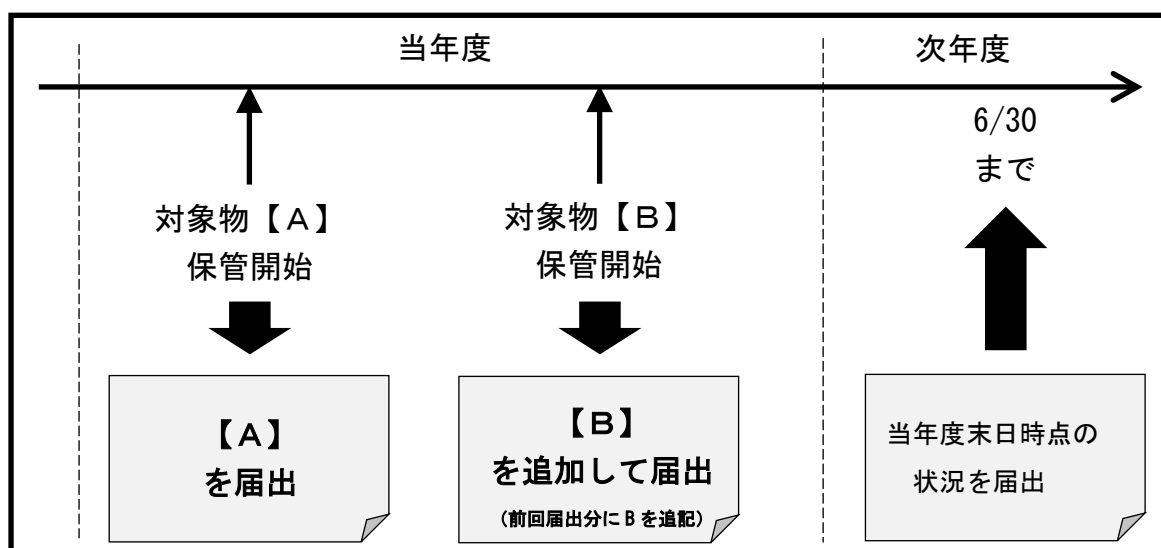 当年度
次年度
対象物【Ａ】
保管開始
対象物【Ｂ】
保管開始
6/30
まで
【Ａ】
を届出
【Ｂ】
を追加して届出
（前回届出分に B を追記）
当年度末日時点の
状況を届出